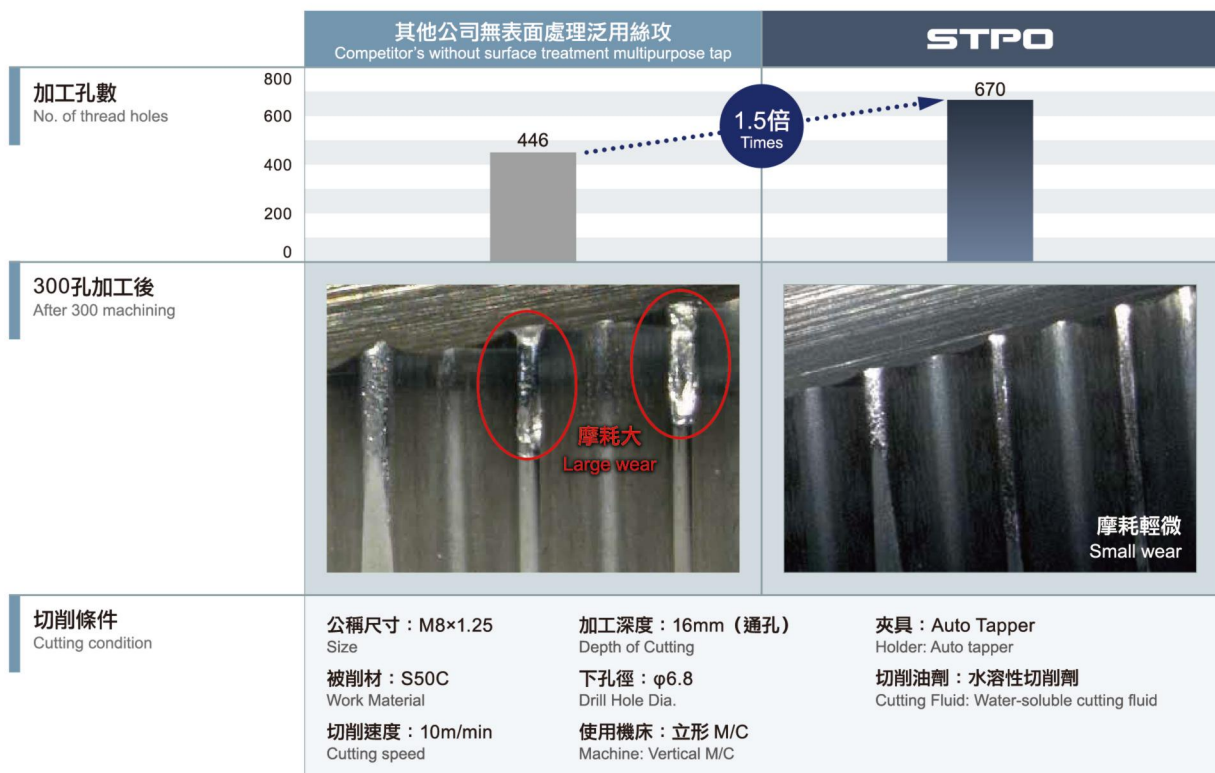 其他公司無表面處理泛用絲攻
Competitor's without surface treatment multipurpose tap
STPO
加工孔數
No. of thread holes
800
600
400
200
0
446
1.5倍
Times
670
300孔加工後
After 300 machining
摩耗大
Large wear
摩耗輕微
Small wear
切削條件
Cutting condition
公稱尺寸：M8×1.25
Size
被削材：S50C
Work Material
切削速度：10m/min
Cutting speed
加工深度：16mm（通孔）
Depth of Cutting
下孔徑：φ6.8
Drill Hole Dia.
使用機床：立形 M/C
Machine: Vertical M/C
夾具：Auto Tapper
Holder: Auto tapper
切削油劑：水溶性切削劑
Cutting Fluid: Water-soluble cutting fluid